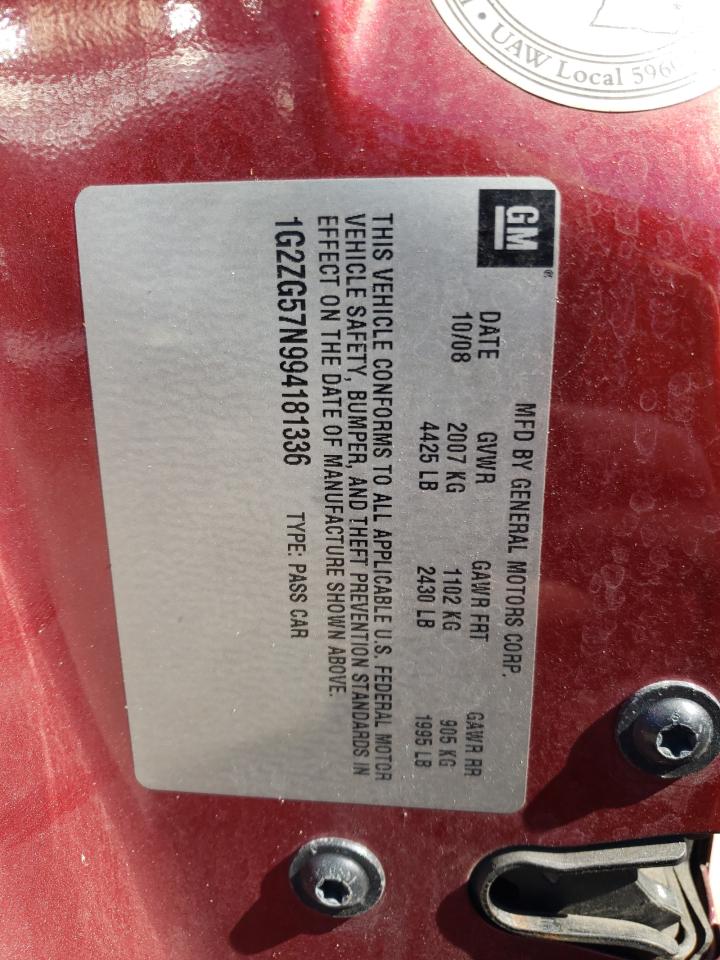 • UAW Local 596
GM
®
MFD BY GENERAL MOTORS CORP.
DATE GVWR GAWR FRT GAWR RR
10/08 2007 KG 1102 KG 905 KG
4425 LB 2430 LB 1995 LB
THIS VEHICLE CONFORMS TO ALL APPLICABLE U.S. FEDERAL MOTOR
VEHICLE SAFETY, BUMPER, AND THEFT PREVENTION STANDARDS IN
EFFECT ON THE DATE OF MANUFACTURE SHOWN ABOVE.
1G2ZG57N994181336 TYPE: PASS CAR